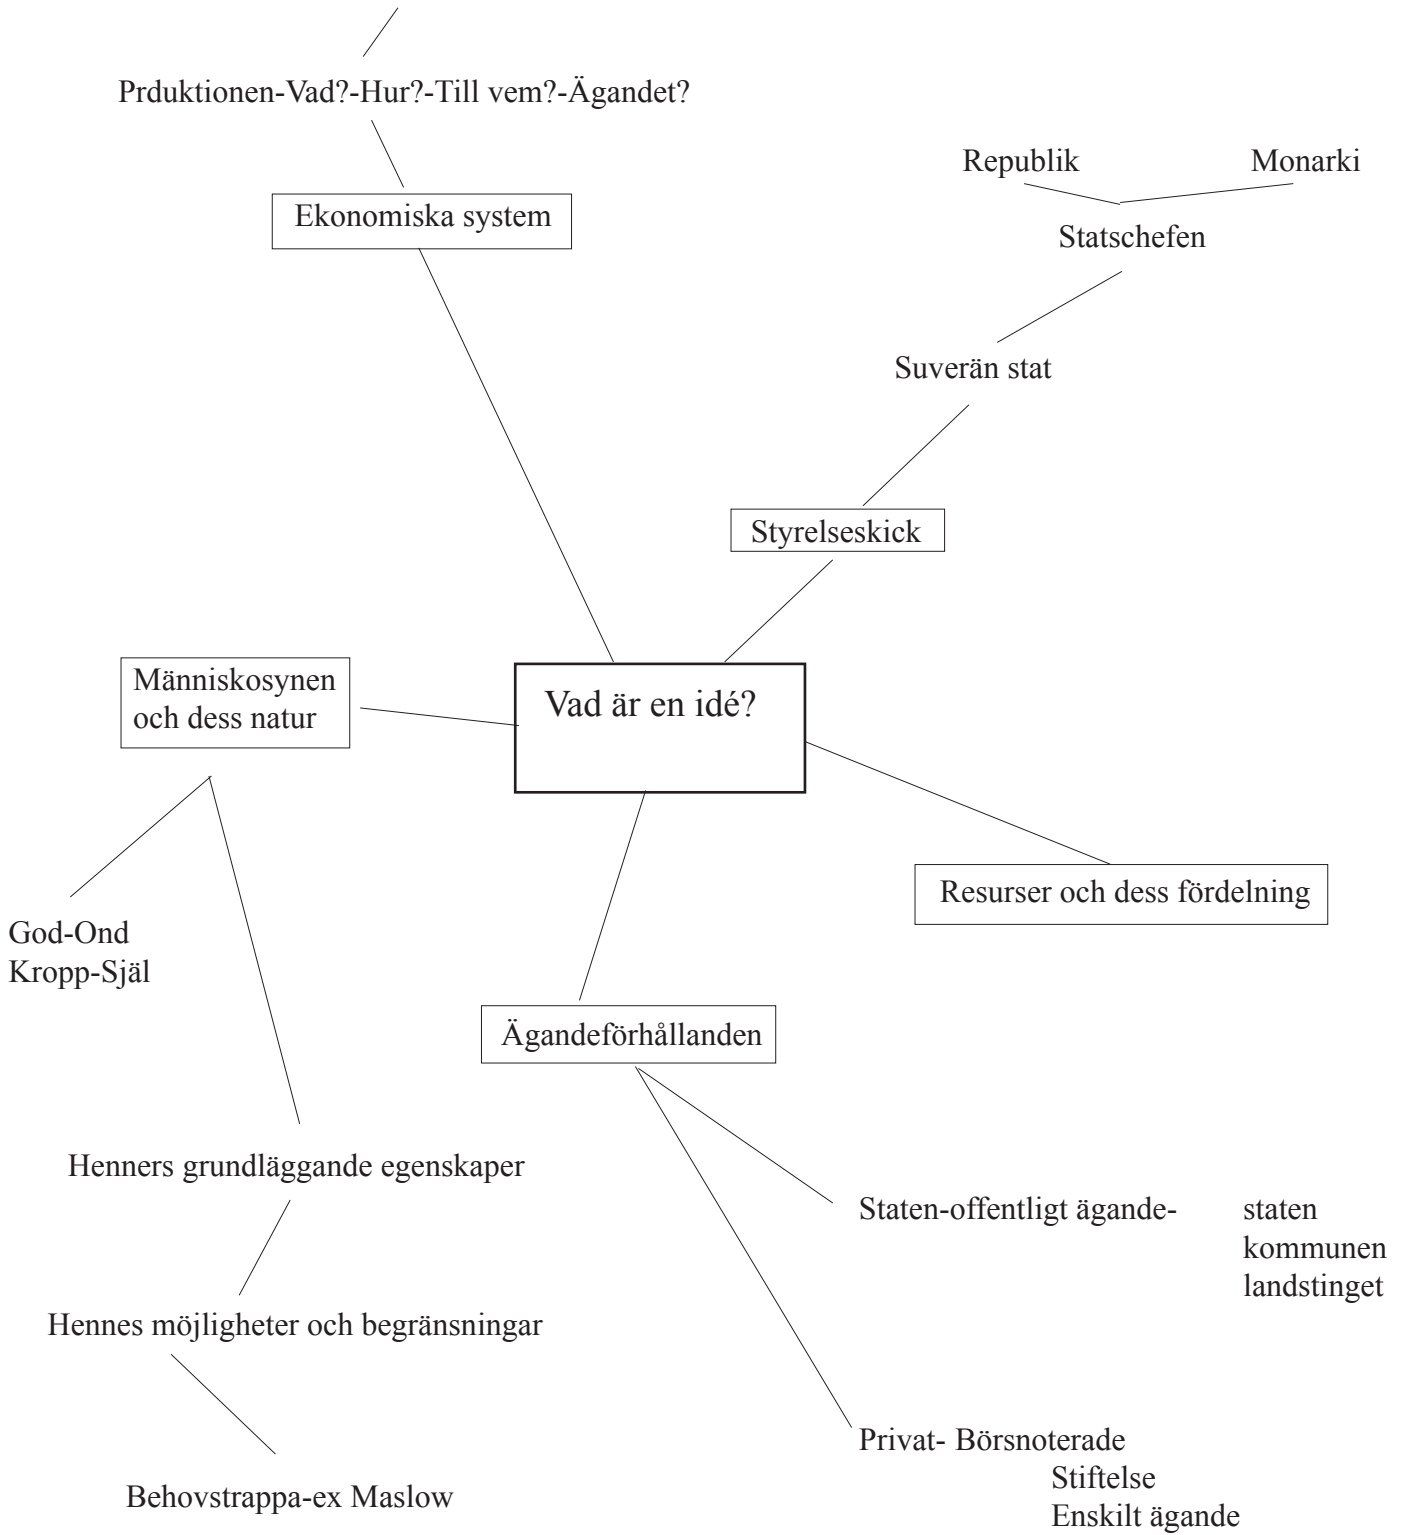 Prduktionen-Vad?-Hur?-Till vem?-Ägandet?
Republik
Monarki
Ekonomiska system
Statschefen
Suverän stat
Styrelseskick
Människosynen
och dess natur
Vad är en idé?
Resurser och dess fördelning
God-Ond
Kropp-Själ
Ägandeförhållanden
Henners grundläggande egenskaper
Staten-offentligt ägande- staten
kommunen
landstinget
Hennes möjligheter och begränsningar
Privat- Börsnoterade
Stiftelse
Enskilt ägande
Behovstrappa-ex Maslow